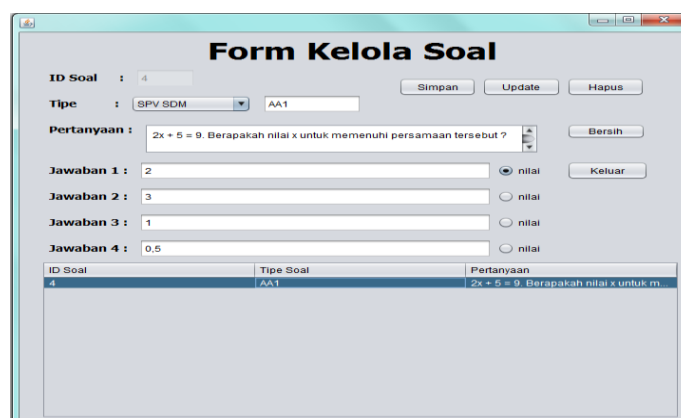 Form Kelola Soal
ID Soal : 4
Simpan Update Hapus
Tipe : SPV SDM AA1
Pertanyaan : 2x + 5 = 9. Berapakah nilai x untuk memenuhi persamaan tersebut ? Bersih
Jawaban 1 : 2 nilai Keluar
Jawaban 2 : 3 nilai
Jawaban 3 : 1 nilai
Jawaban 4 : 0,5 nilai
ID Soal Tipe Soal Pertanyaan
4 AA1 2x + 5 = 9. Berapakah nilai x untuk m...